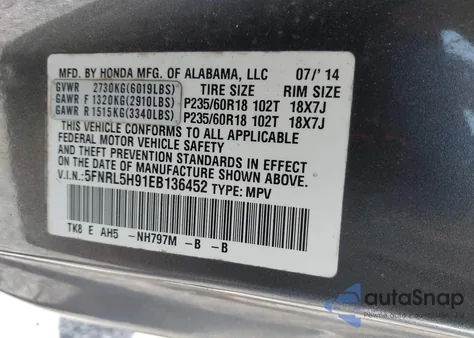 MFD. BY HONDA MFG. OF ALABAMA, LLC 07/'14
GVWR 2730KG(6019LBS) TIRE SIZE RIM SIZE
GAWR F 1320KG(2910LBS) P235/60R18 102T 18X7J
GAWR R 1515KG(3340LBS) P235/60R18 102T 18X7J
THIS VEHICLE CONFORMS TO ALL APPLICABLE
FEDERAL MOTOR VEHICLE SAFETY
AND THEFT PREVENTION STANDARDS IN EFFECT
ON THE DATE OF MANUFACTURE SHOWN ABOVE.
V.I.N.: 5FNRL5H91EB136452 TYPE: MPV
TK8 E AH5 -NH797M -B -B
autoSnap